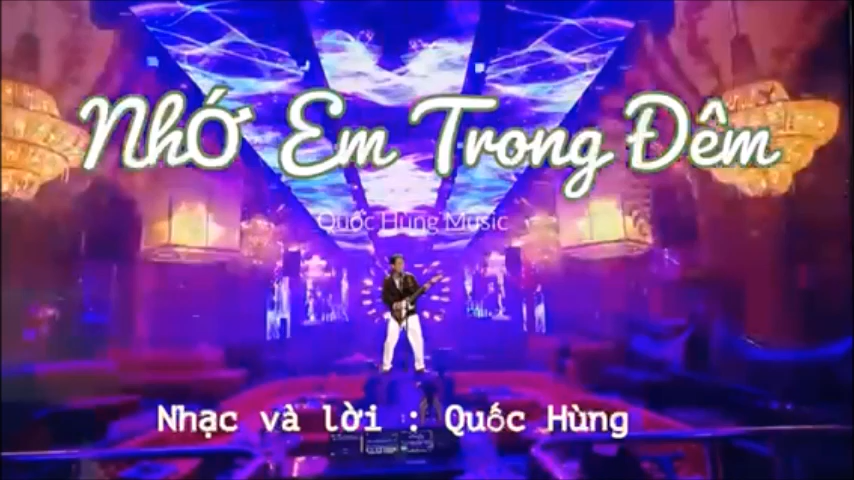 Nhớ Em Trong Đêm
Quốc Hùng Music
Nhạc và lời : Quốc Hùng